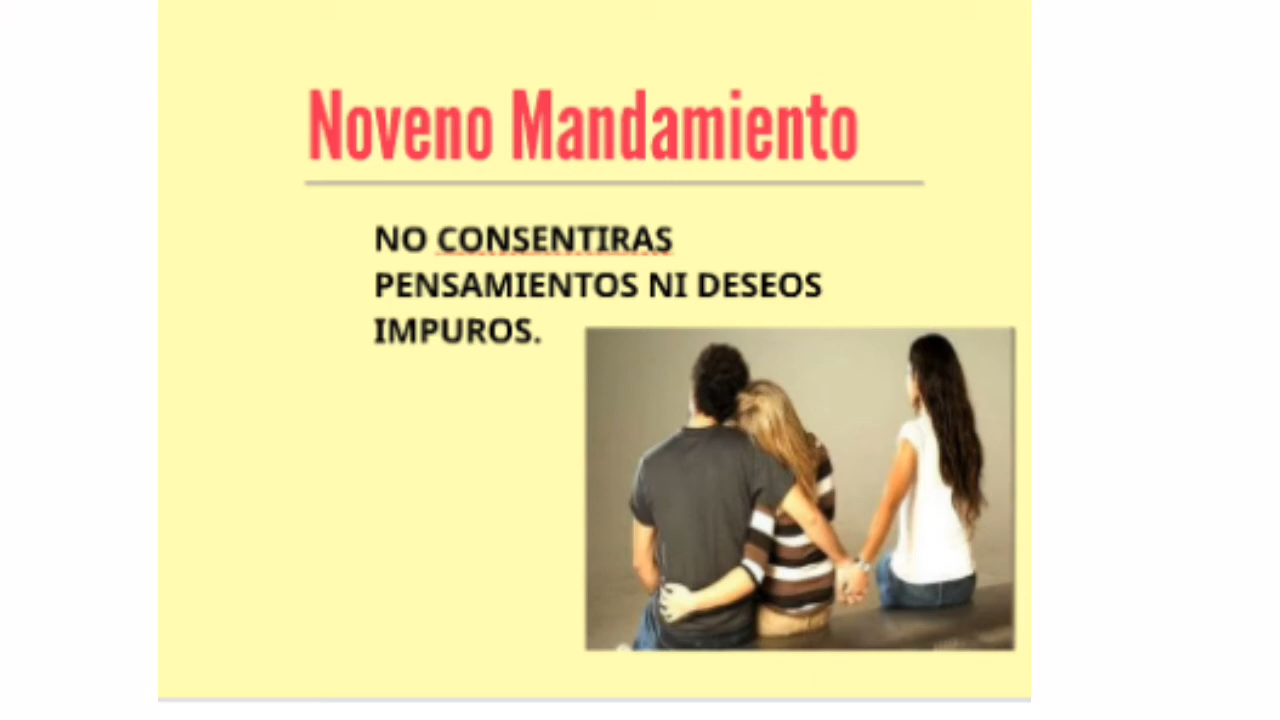 Noveno Mandamiento
NO CONSENTIRAS
PENSAMIENTOS NI DESEOS
IMPUROS.